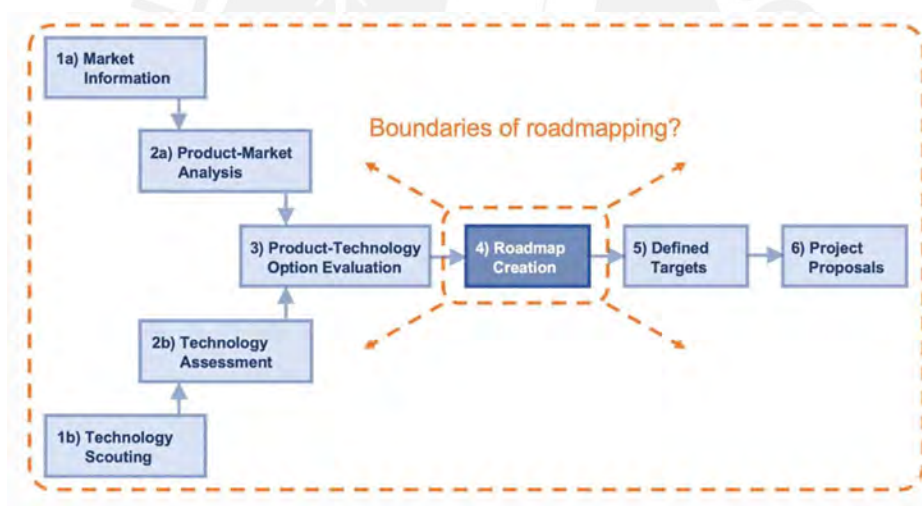 1a) Market
Information
2a) Product-Market
Analysis
Boundaries of roadmapping?
3) Product-Technology
Option Evaluation
4) Roadmap
Creation
5) Defined
Targets
6) Project
Proposals
2b) Technology
Assessment
1b) Technology
Scouting